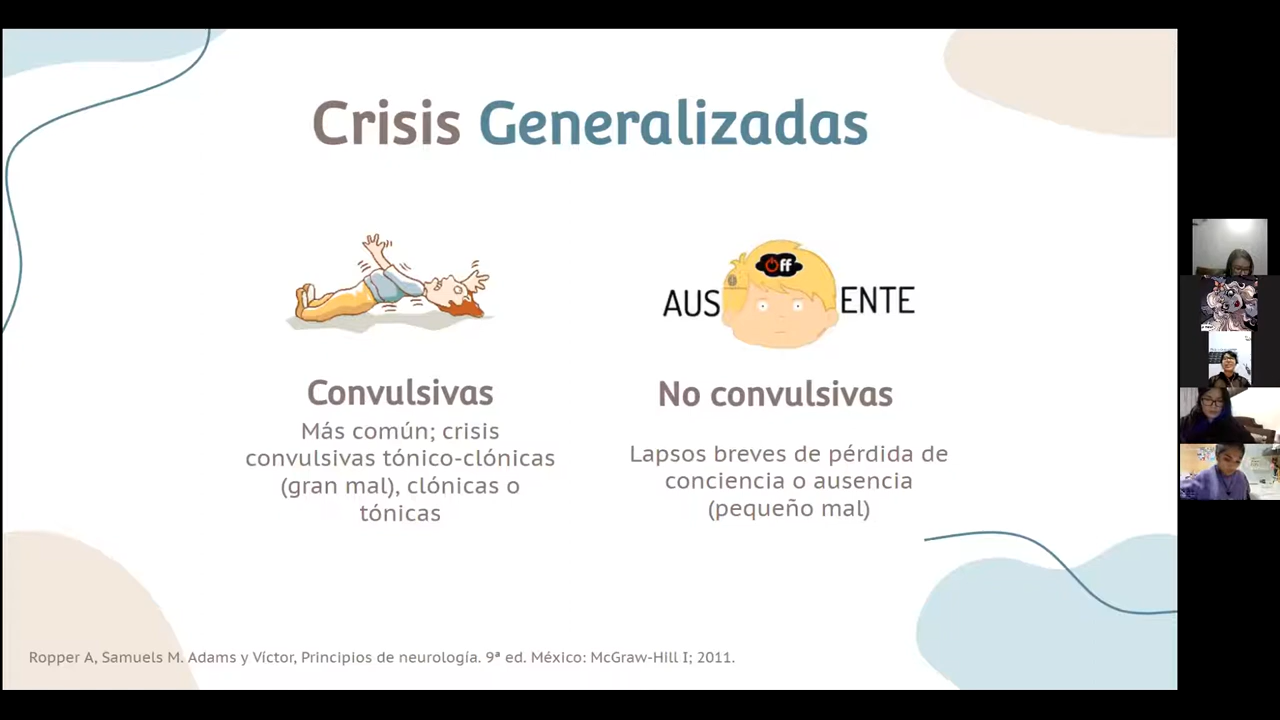 Crisis Generalizadas
Off
AUS ENTE
Convulsivas
Más común; crisis
convulsivas tónico-clónicas
(gran mal), clónicas o
tónicas
No convulsivas
Lapsos breves de pérdida de
conciencia o ausencia
(pequeño mal)
Ropper A, Samuels M. Adams y Víctor, Principios de neurología. 9ª ed. México: McGraw-Hill I; 2011.